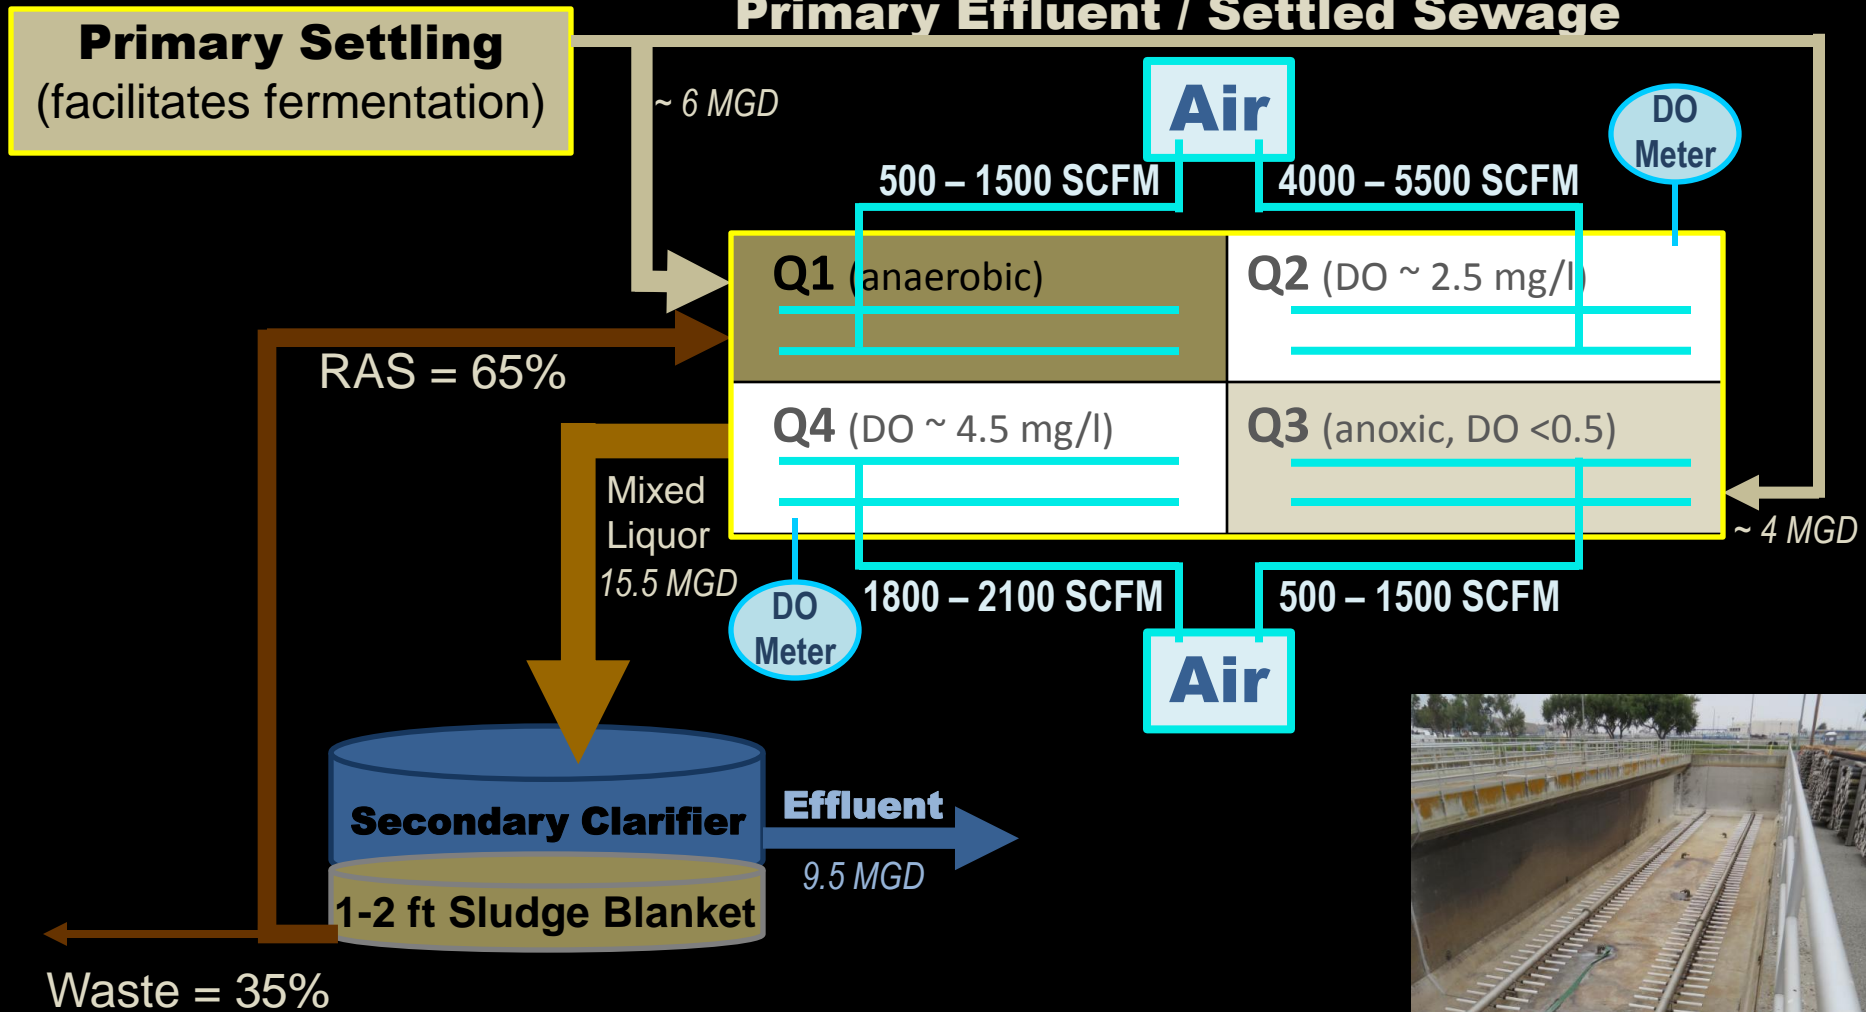 Primary Effluent / Settled Sewage
Primary Settling
(facilitates fermentation)
~ 6 MGD
Air
DO
Meter
500 – 1500 SCFM
4000 – 5500 SCFM
Q1 (anaerobic)
Q2 (DO ~ 2.5 mg/l)
RAS = 65%
Q4 (DO ~ 4.5 mg/l)
Q3 (anoxic, DO <0.5)
Mixed
Liquor
15.5 MGD
~ 4 MGD
DO
Meter
1800 – 2100 SCFM
500 – 1500 SCFM
Air
Secondary Clarifier
Effluent
9.5 MGD
1-2 ft Sludge Blanket
Waste = 35%